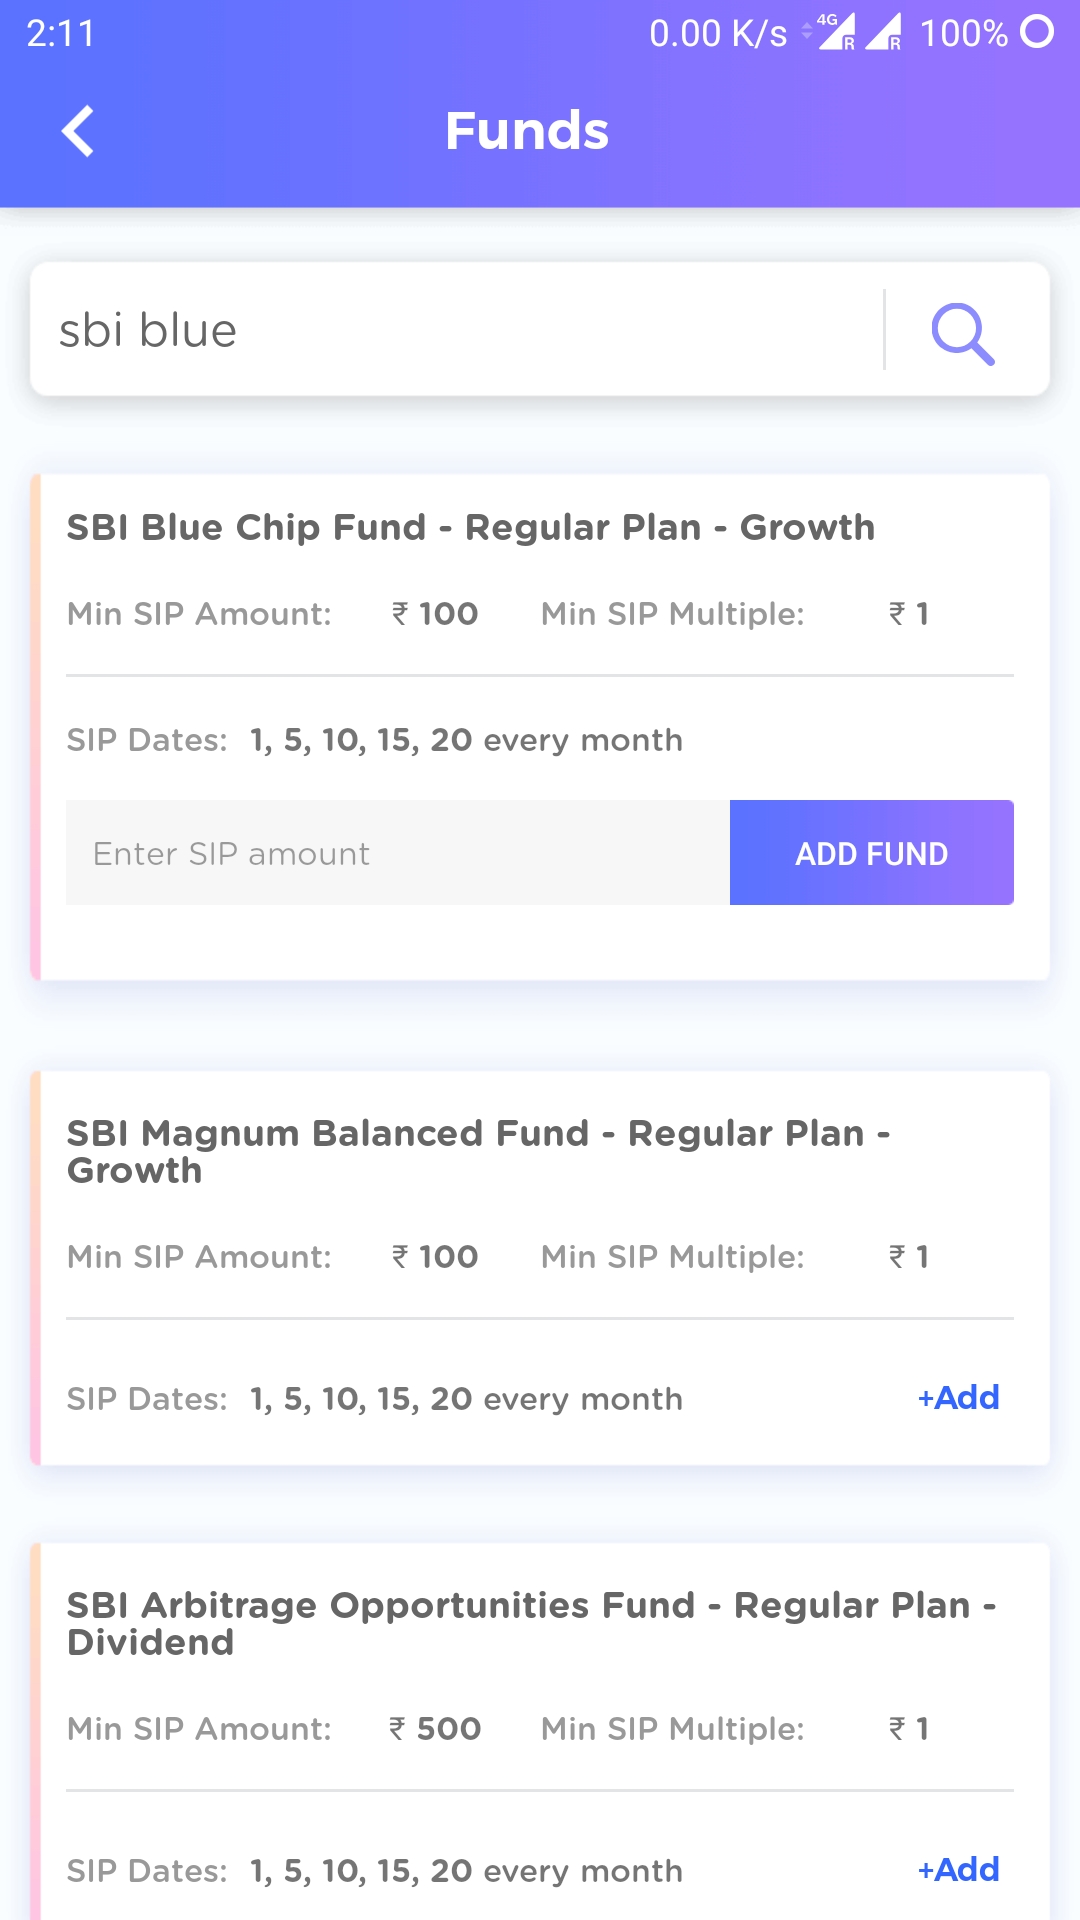 2:11 0.00 K/s 4G R R 100%
Funds
sbi blue
SBI Blue Chip Fund - Regular Plan - Growth
Min SIP Amount: ₹ 100 Min SIP Multiple: ₹ 1
SIP Dates: 1, 5, 10, 15, 20 every month
Enter SIP amount ADD FUND
SBI Magnum Balanced Fund - Regular Plan -
Growth
Min SIP Amount: ₹ 100 Min SIP Multiple: ₹ 1
SIP Dates: 1, 5, 10, 15, 20 every month +Add
SBI Arbitrage Opportunities Fund - Regular Plan -
Dividend
Min SIP Amount: ₹ 500 Min SIP Multiple: ₹ 1
SIP Dates: 1, 5, 10, 15, 20 every month +Add